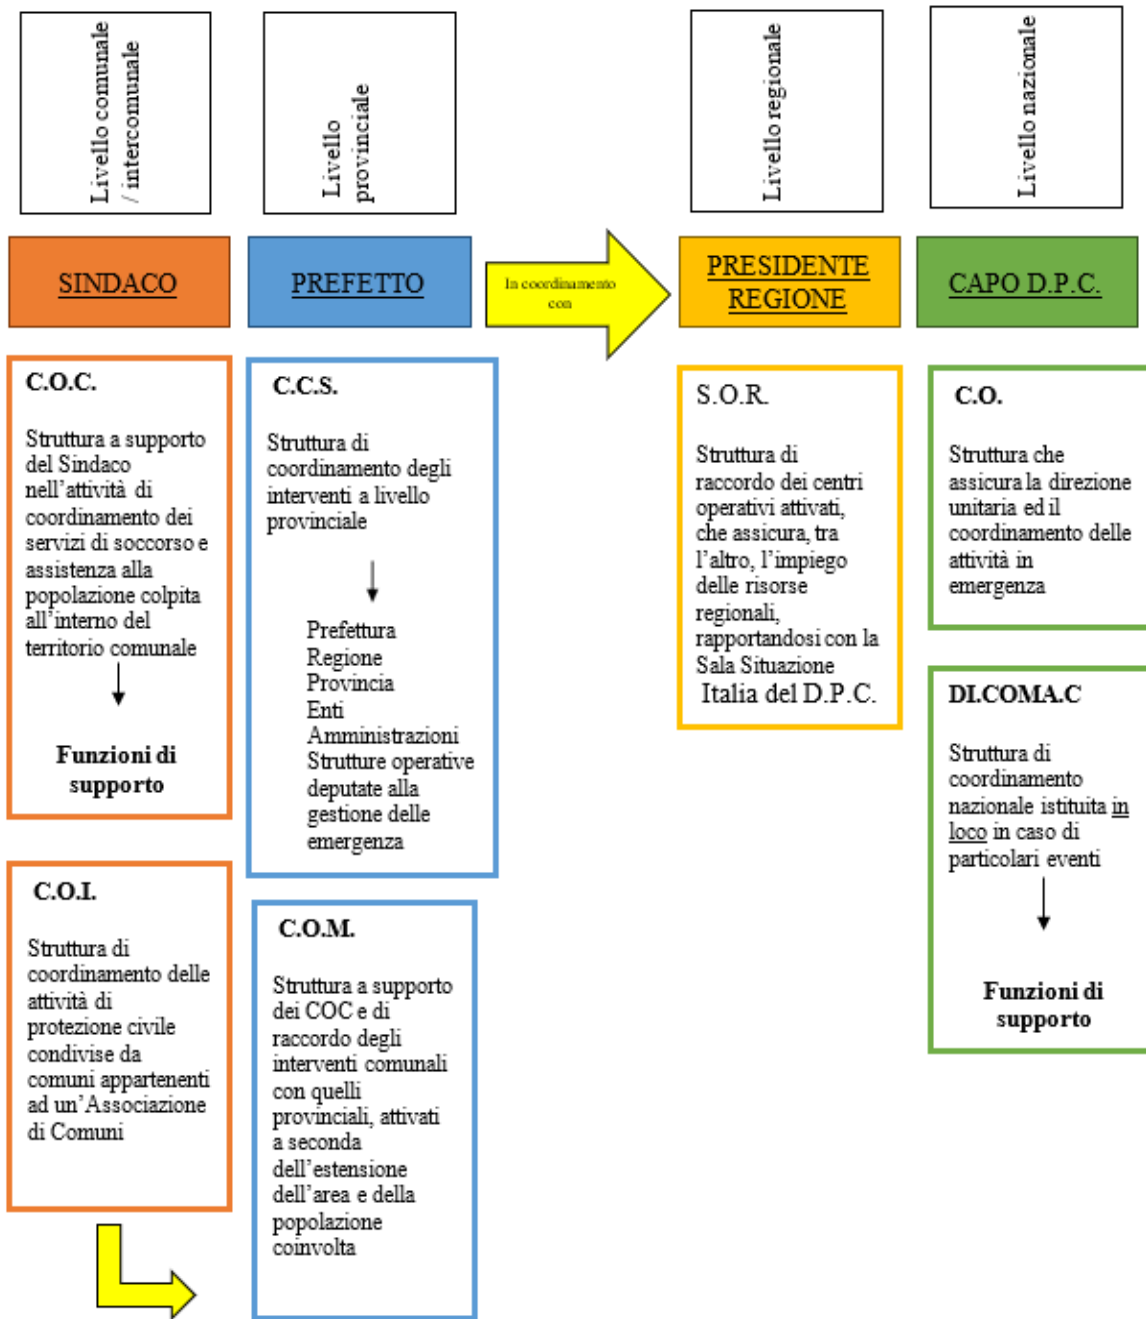 Livello comunale
/ intercomunale
Livello
provinciale
Livello regionale
Livello nazionale
SINDACO
PREFETTO
In coordinamento
con
PRESIDENTE
REGIONE
CAPO D.P.C.
C.O.C.
Struttura a supporto
del Sindaco
nell’attività di
coordinamento dei
servizi di soccorso e
assistenza alla
popolazione colpita
all’interno del
territorio comunale
Funzioni di
supporto
C.O.I.
Struttura di
coordinamento delle
attività di
protezione civile
condivise da
comuni appartenenti
ad un’Associazione
di Comuni
C.C.S.
Struttura di
coordinamento degli
interventi a livello
provinciale
Prefettura
Regione
Provincia
Enti
Amministrazioni
Strutture operative
deputate alla
gestione delle
emergenza
C.O.M.
Struttura a supporto
dei COC e di
raccordo degli
interventi comunali
con quelli
provinciali, attivati
a seconda
dell’estensione
dell’area e della
popolazione
coinvolta
S.O.R.
Struttura di
raccordo dei centri
operativi attivati,
che assicura, tra
l’altro, l’impiego
delle risorse
regionali,
rapportandosi con la
Sala Situazione
Italia del D.P.C.
C.O.
Struttura che
assicura la direzione
unitaria ed il
coordinamento delle
attività in
emergenza
DI.COMA.C
Struttura di
coordinamento
nazionale istituita in
loco in caso di
particolari eventi
Funzioni di
supporto